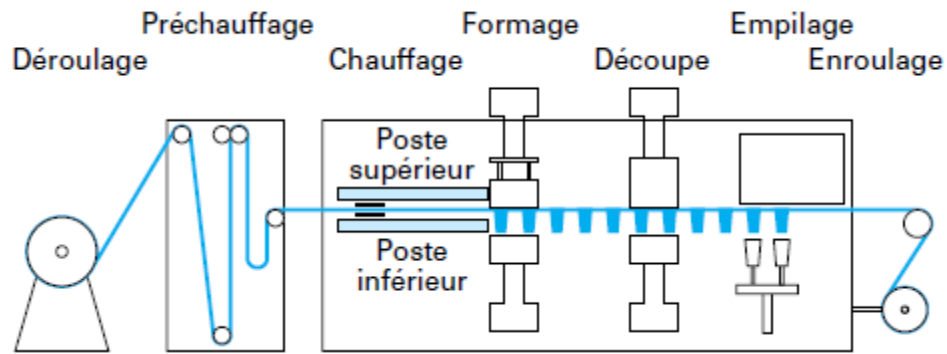 Préchauffage
Formage
Empilage
Déroulage
Chauffage
Découpe
Enroulage
Poste
supérieur
Poste
inférieur